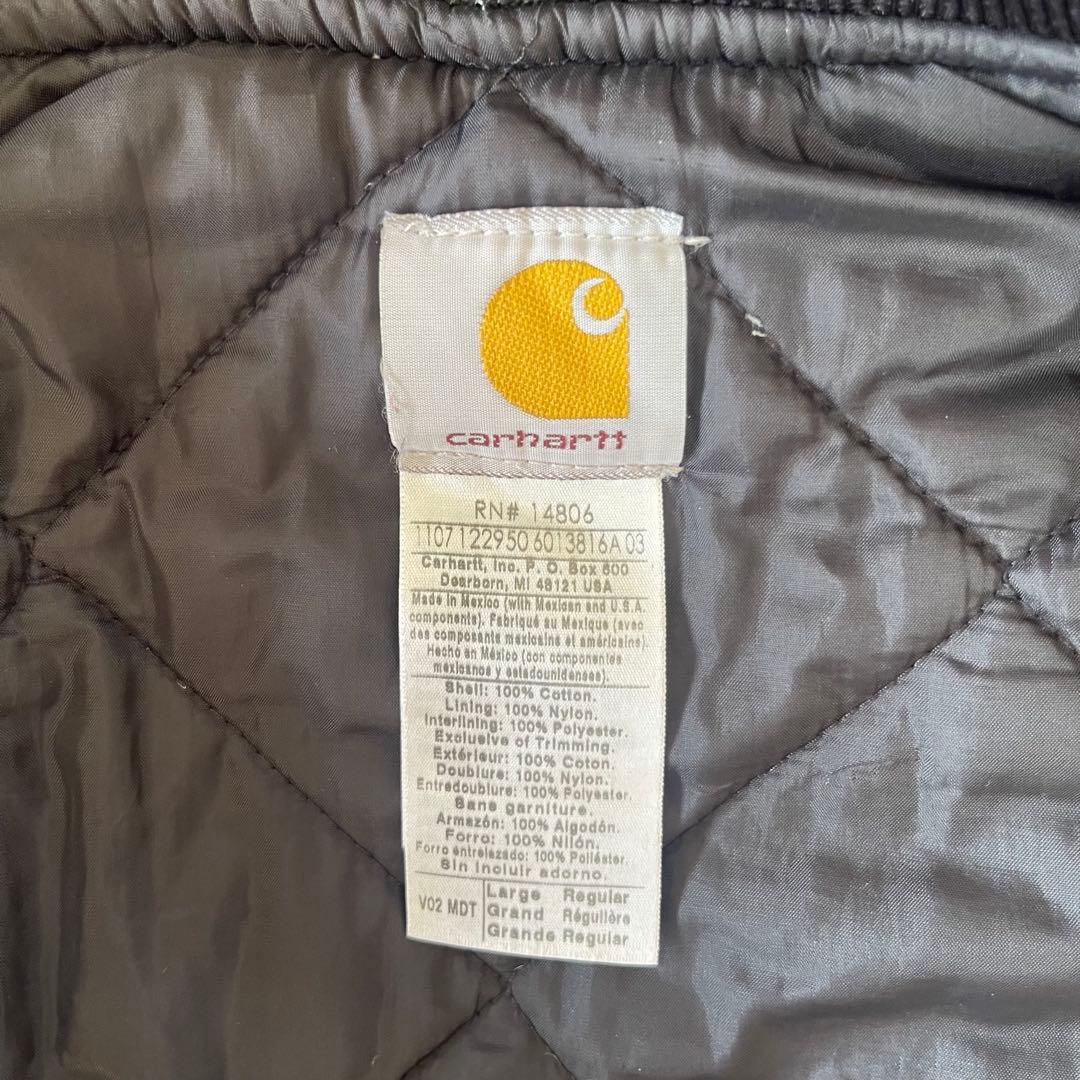 carhartt
RN# 14806
1107122950 6013816A 03
Carhartt, Inc. P. O. Box 600
Dearborn, MI 48121 USA
Made in Mexico (with Mexican and U.S.A.
components). Fabriqué au Mexique (avec
des composants mexicains et américains).
Hecho en México (con componentes
mexicanos y estadounidenses).
Shell: 100% Cotton.
Lining: 100% Nylon.
Interlining: 100% Polyester.
Exclusive of Trimming.
Extérieur: 100% Coton.
Doublure: 100% Nylon.
Entredoublure: 100% Polyester.
Sans garniture.
Armazón: 100% Algodón.
Forro: 100% Nilón.
Forro entrelazado: 100% Poliéster.
Sin incluir adorno.
V02 MDT
Large Regular
Grand Régulière
Grande Regular